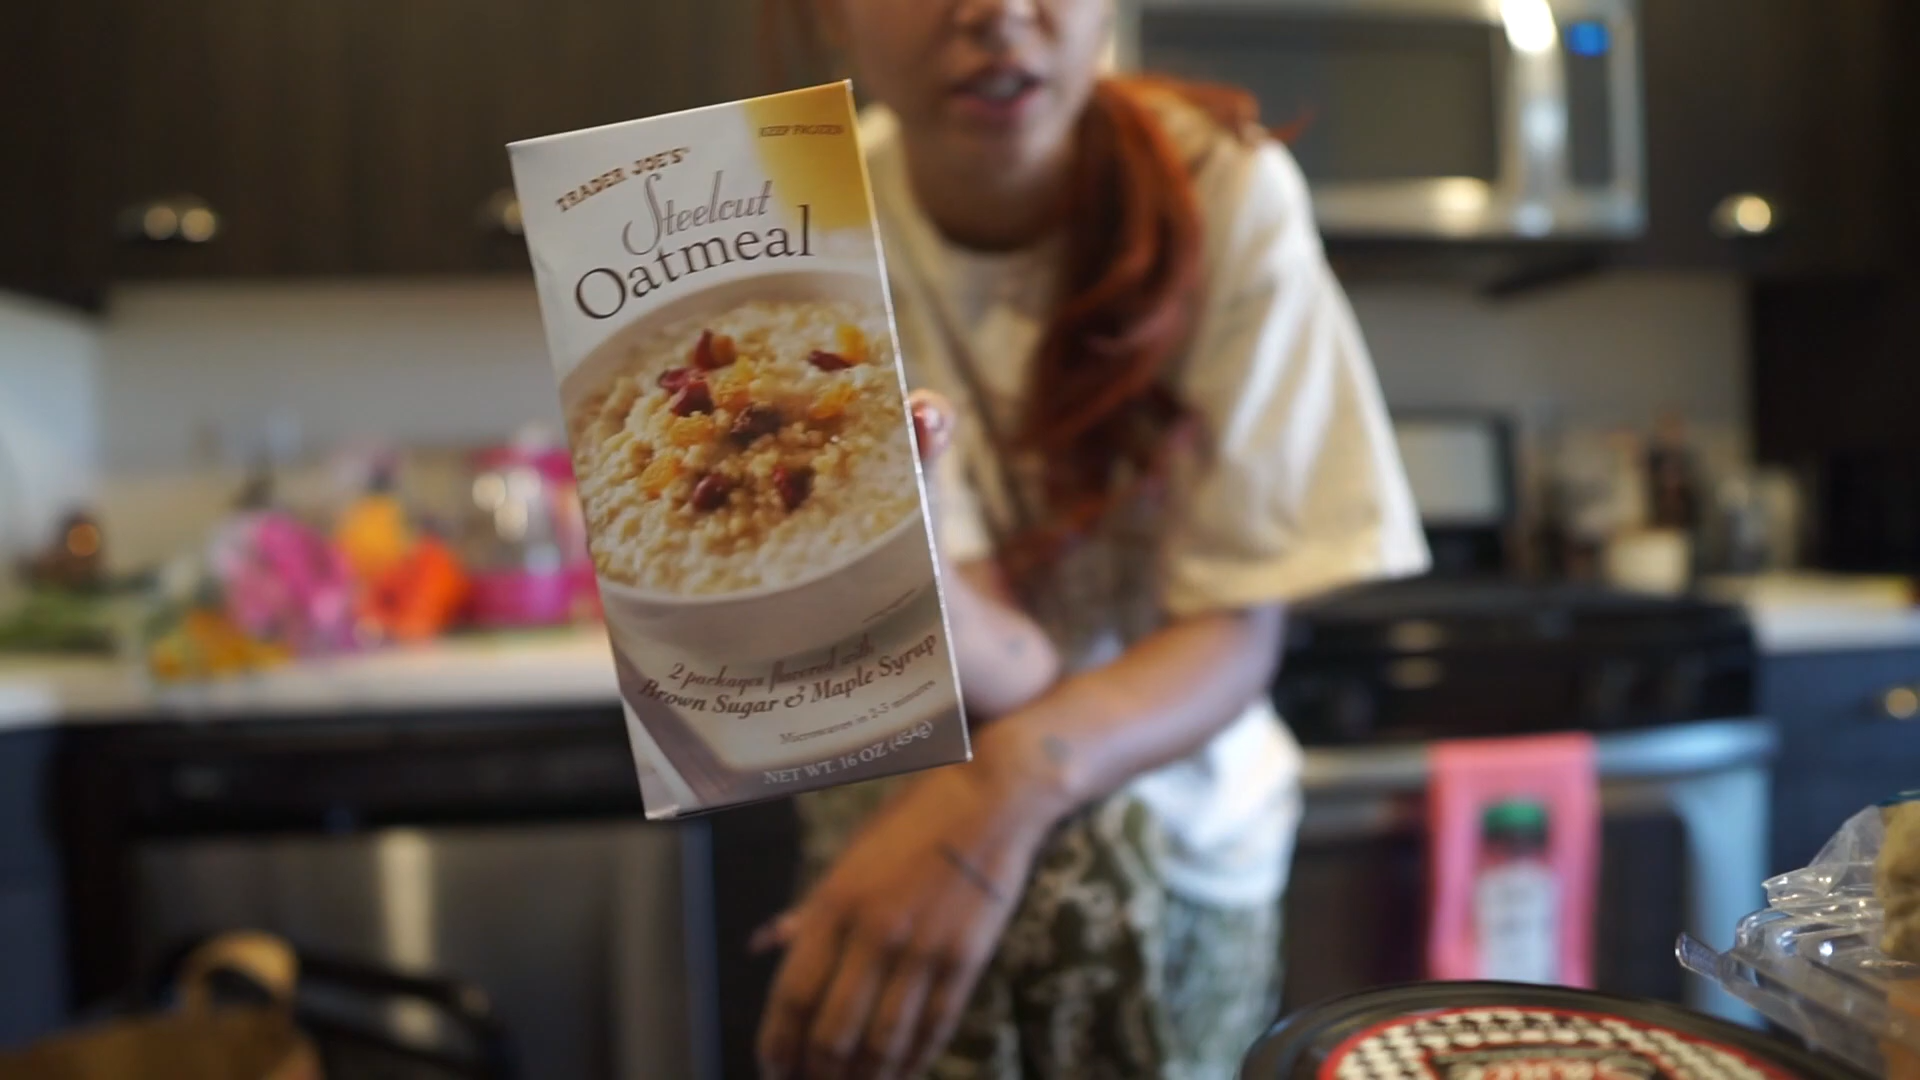 KEEP FROZEN
TRADER JOE'S
Steelcut
Oatmeal
2 packages flavored with
Brown Sugar & Maple Syrup
Microwaves in 2-3 minutes
NET WT. 16 OZ (454g)